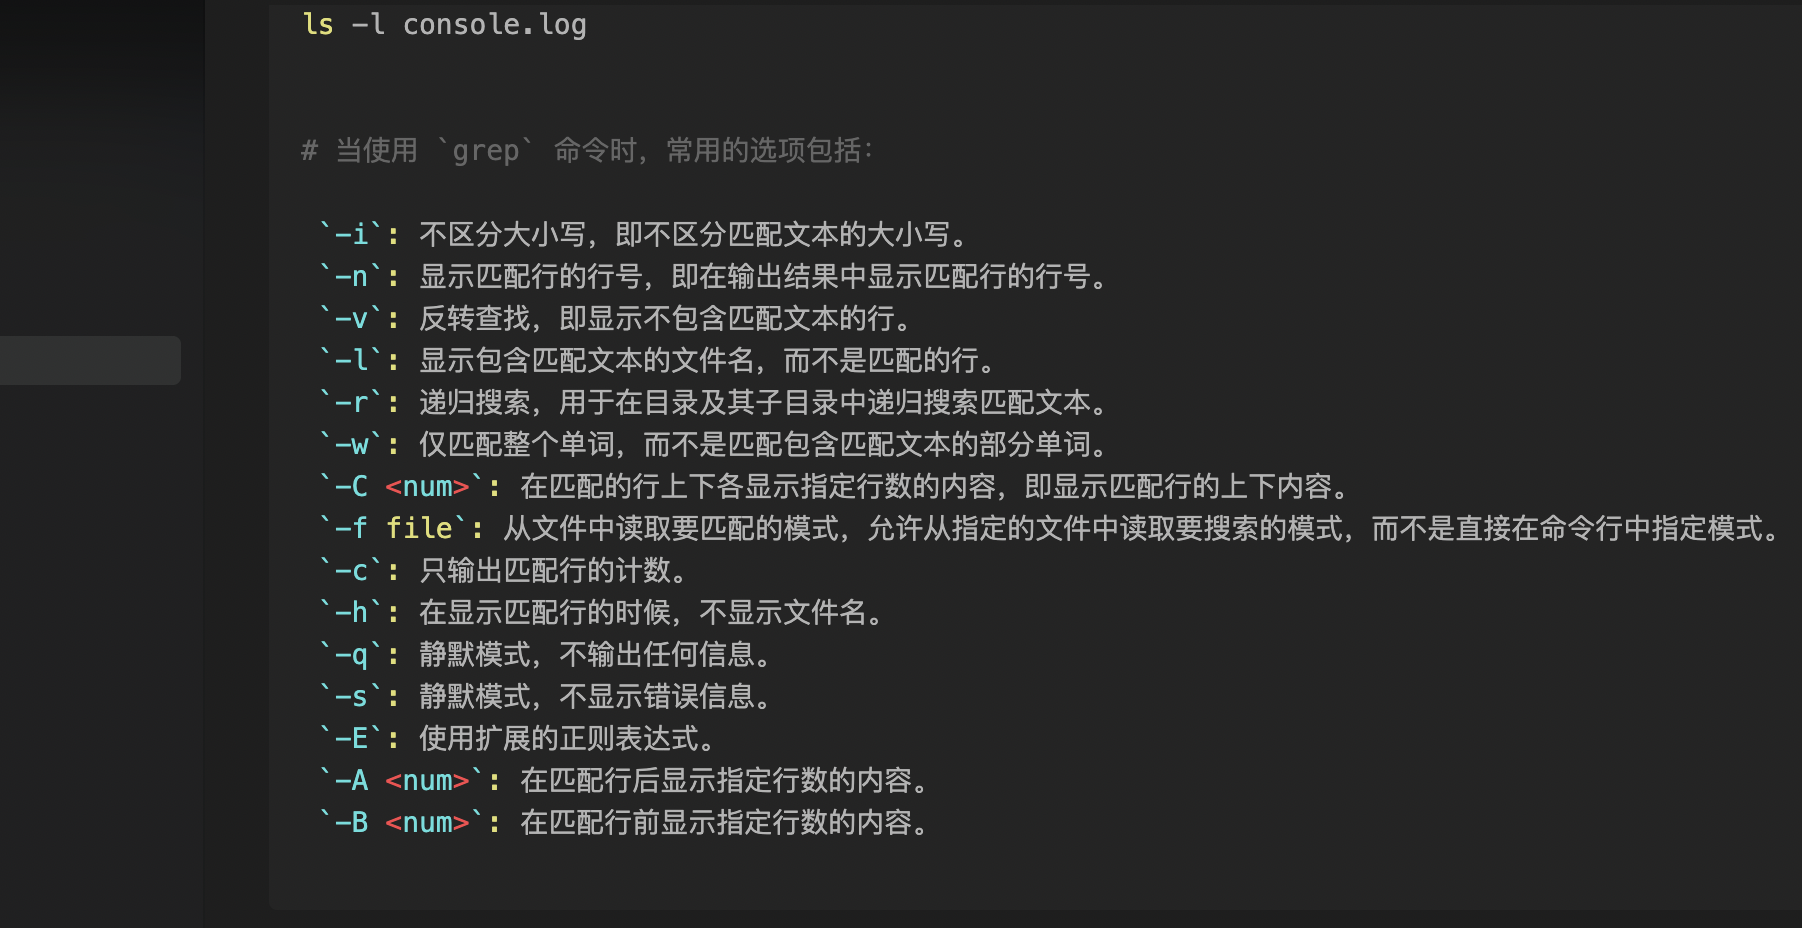 ls -l console.log
# 当使用 `grep` 命令时，常用的选项包括：
`-i`: 不区分大小写，即不区分匹配文本的大小写。
`-n`: 显示匹配行的行号，即在输出结果中显示匹配行的行号。
`-v`: 反转查找，即显示不包含匹配文本的行。
`-l`: 显示包含匹配文本的文件名，而不是匹配的行。
`-r`: 递归搜索，用于在目录及其子目录中递归搜索匹配文本。
`-w`: 仅匹配整个单词，而不是匹配包含匹配文本的部分单词。
`-C <num>`: 在匹配的行上下各显示指定行数的内容，即显示匹配行的上下内容。
`-f file`: 从文件中读取要匹配的模式，允许从指定的文件中读取要搜索的模式，而不是直接在命令行中指定模式。
`-c`: 只输出匹配行的计数。
`-h`: 在显示匹配行的时候，不显示文件名。
`-q`: 静默模式，不输出任何信息。
`-s`: 静默模式，不显示错误信息。
`-E`: 使用扩展的正则表达式。
`-A <num>`: 在匹配行后显示指定行数的内容。
`-B <num>`: 在匹配行前显示指定行数的内容。